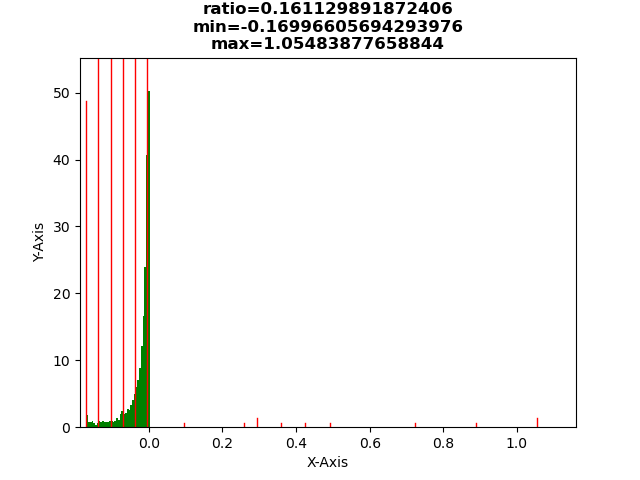 ratio=0.161129891872406
min=-0.16996605694293976
max=1.05483877658844
50
40
30
20
10
0
Y-Axis
0.0 0.2 0.4 0.6 0.8 1.0
X-Axis